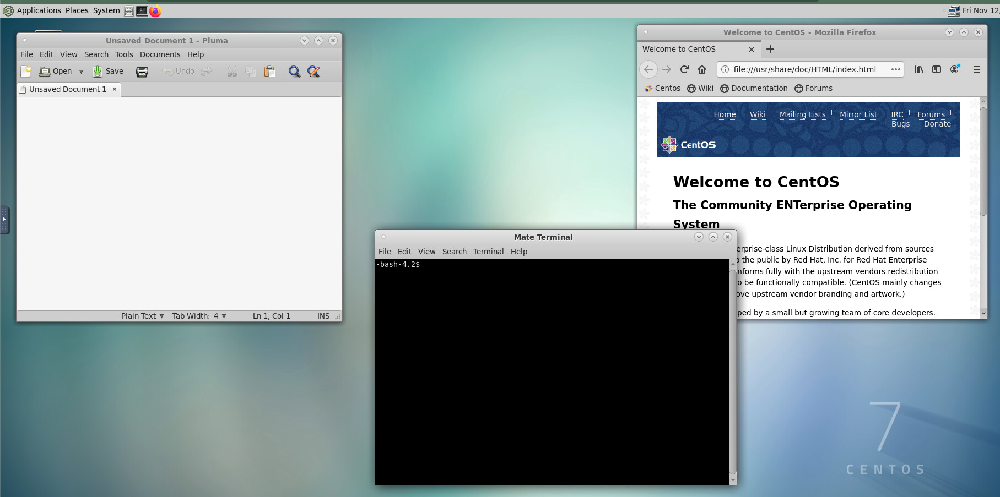 Applications Places System
Fri Nov 12,
Unsaved Document 1 - Pluma
File Edit View Search Tools Documents Help
Open Save Undo
Unsaved Document 1
Plain Text Tab Width: 4 Ln 1, Col 1 INS
Welcome to CentOS - Mozilla Firefox
Welcome to CentOS
file:///usr/share/doc/HTML/index.html
Centos Wiki Documentation Forums
Home Wiki Mailing Lists Mirror List IRC Forums
Bugs Donate
CentOS
Welcome to CentOS
The Community ENTerprise Operating
System
erprise-class Linux Distribution derived from sources
the public by Red Hat, Inc. for Red Hat Enterprise
nforms fully with the upstream vendors redistribution
o be functionally compatible. (CentOS mainly changes
ove upstream vendor branding and artwork.)
ped by a small but growing team of core developers.
Mate Terminal
File Edit View Search Terminal Help
-bash-4.2$
7
CENTOS